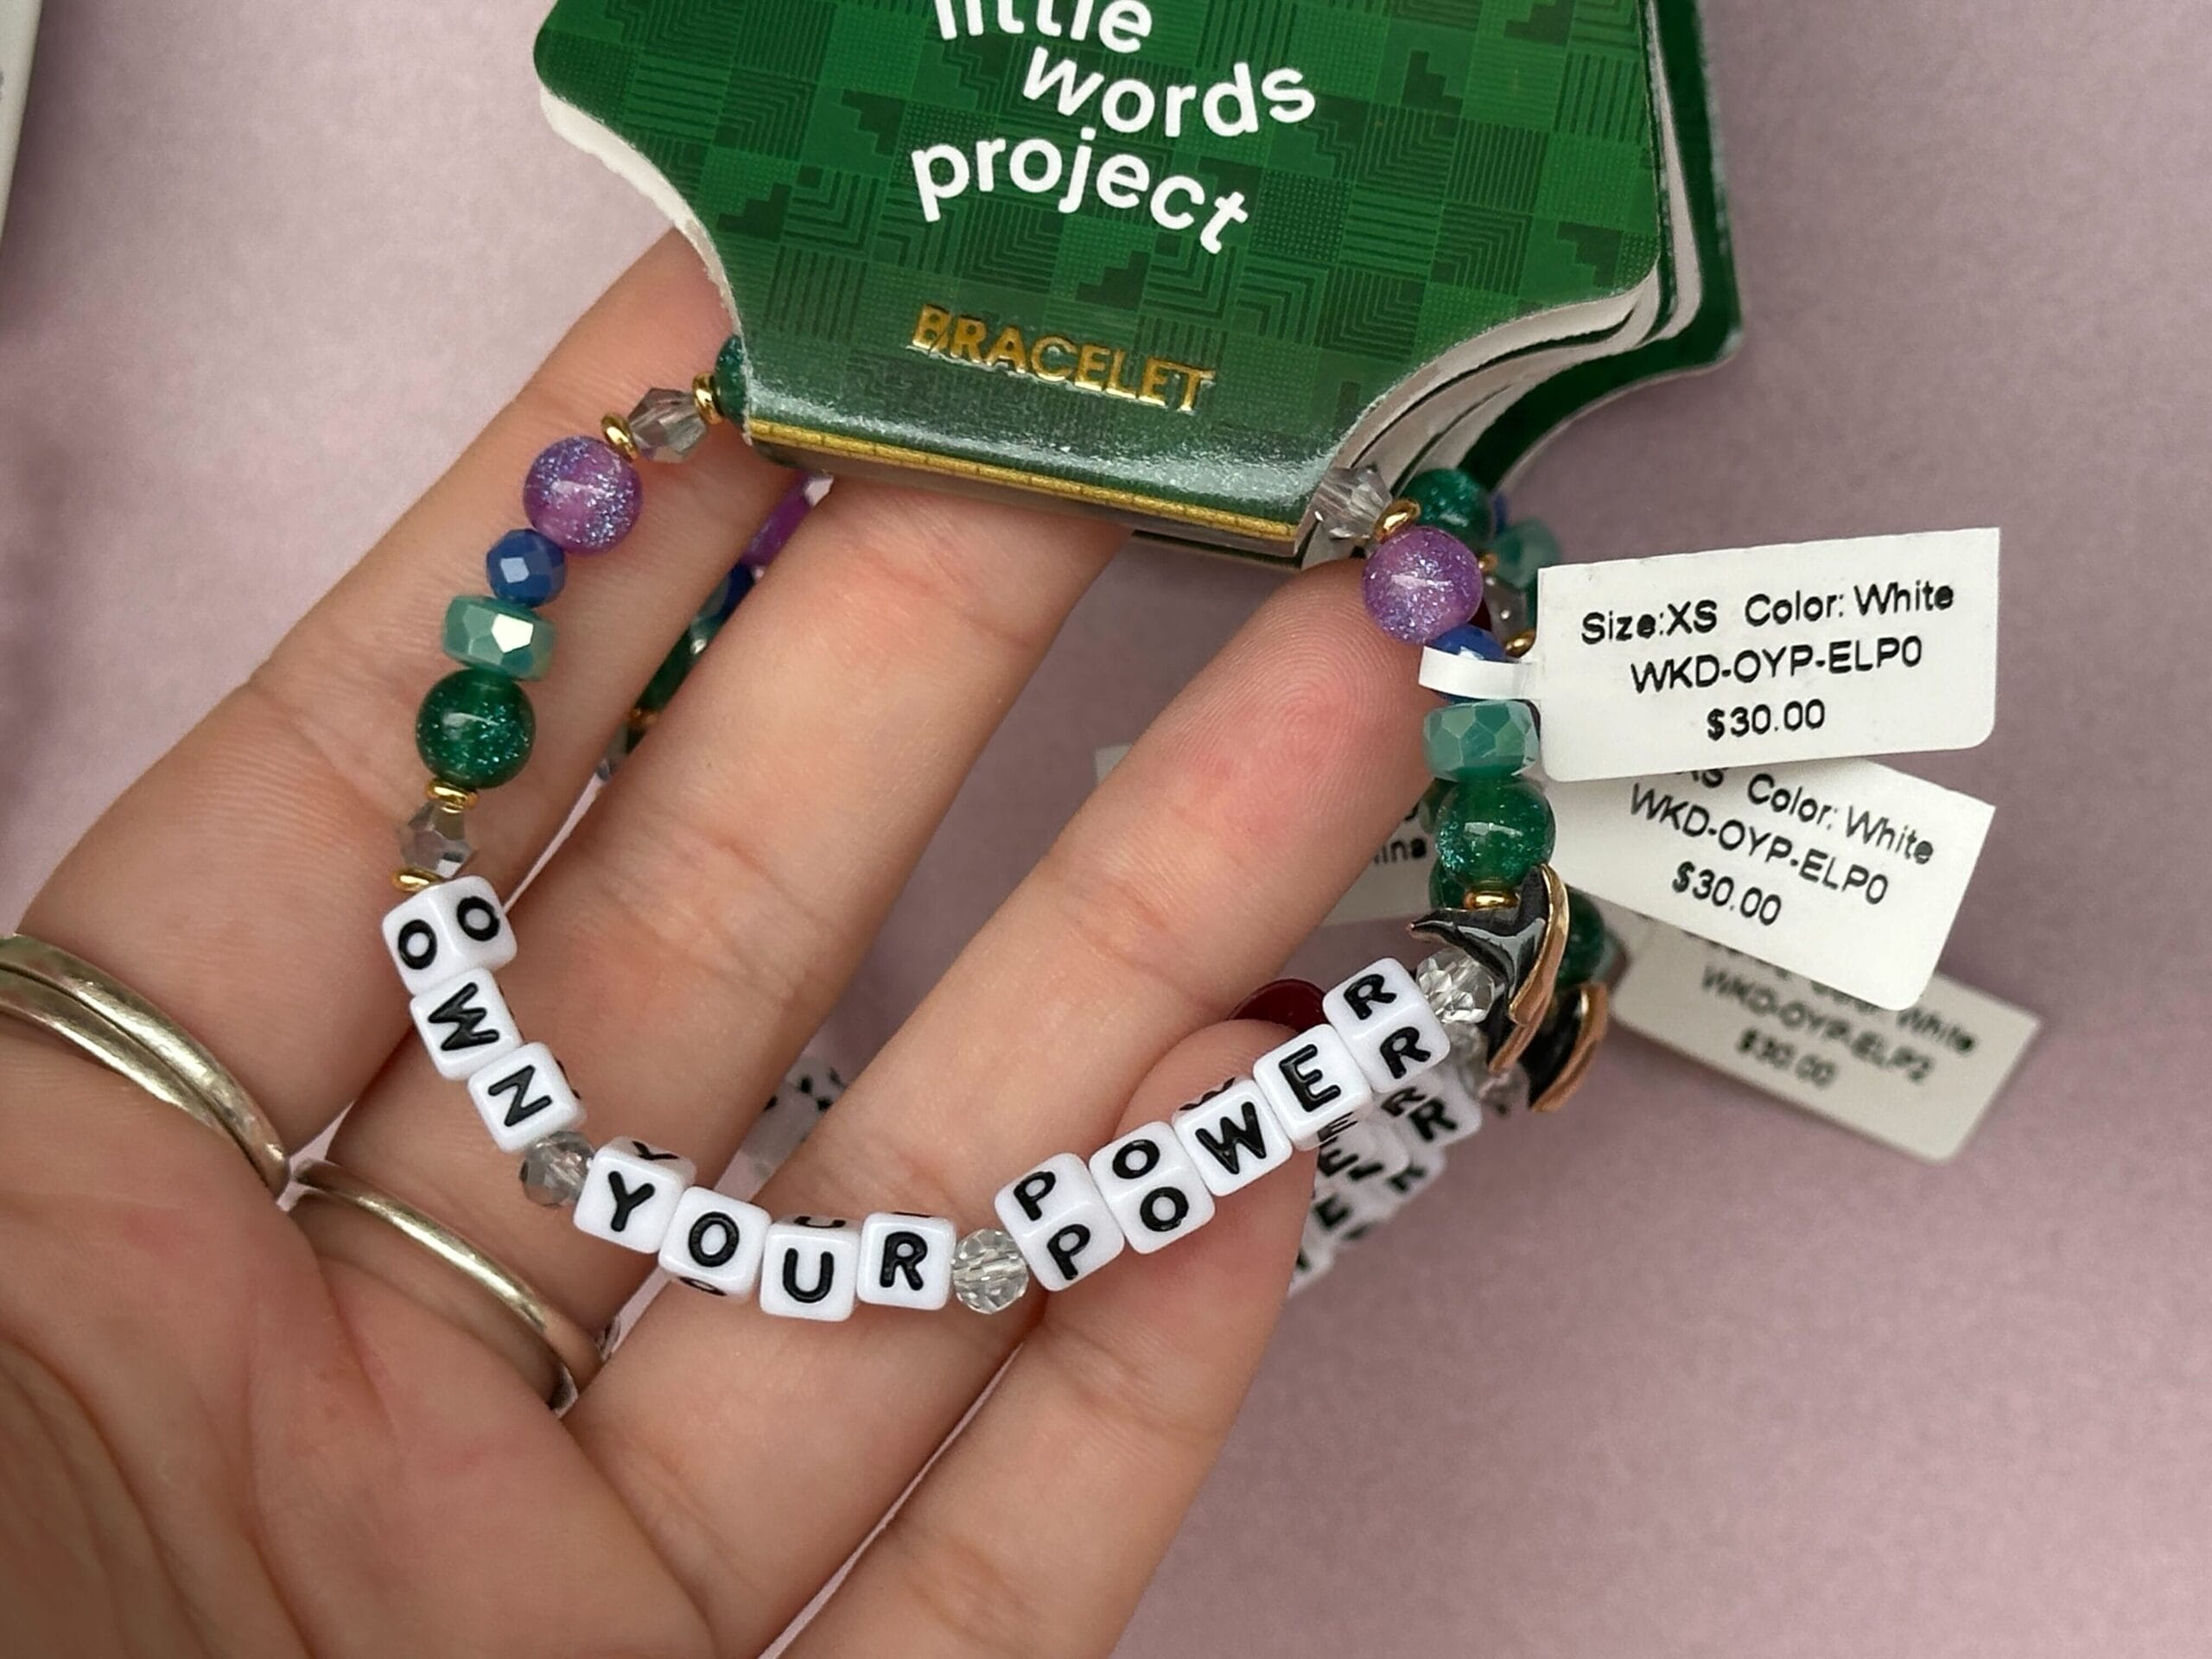 little
words
project
BRACELET
Size:XS Color: White
WKD-OYP-ELP0
$30.00
Color: White
WKD-OYP-ELP0
$30.00
White
WKD-OYP-ELP2
$30.00
OWN YOUR POWER